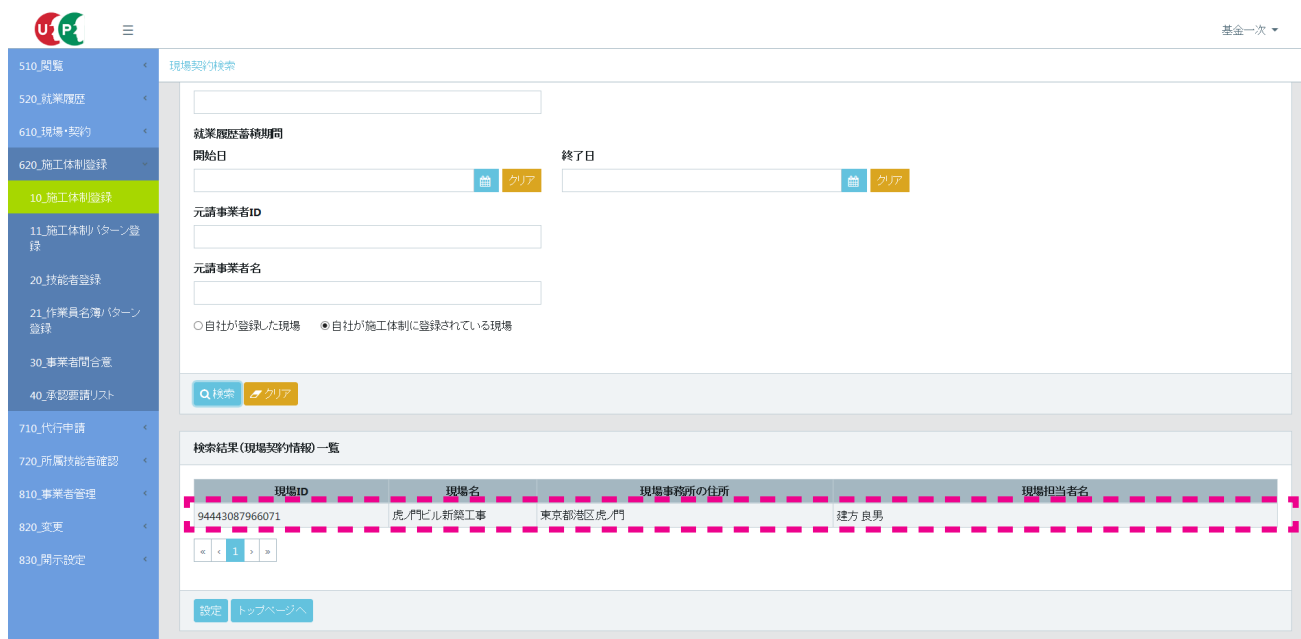 UP
基金一次
510_閲覧
現場契約検索
520_就業履歴
610_現場・契約
620_施工体制登録
10_施工体制登録
11_施工体制パターン登
録
20_技能者登録
21_作業員名簿パターン
登録
30_事業者間合意
40_承認要請リスト
710_代行申請
720_所属技能者確認
810_事業者管理
820_変更
830_開示設定
就業履歴蓄積期間
開始日 終了日
クリア クリア
元請事業者ID
元請事業者名
自社が登録した現場 自社が施工体制に登録されている現場
検索 クリア
検索結果(現場契約情報)一覧
現場ID 現場名 現場事務所の住所 現場担当者名
94443087966071 虎ノ門ビル新築工事 東京都港区虎ノ門 建方 良男
« ‹ 1 › »
設定 トップページへ